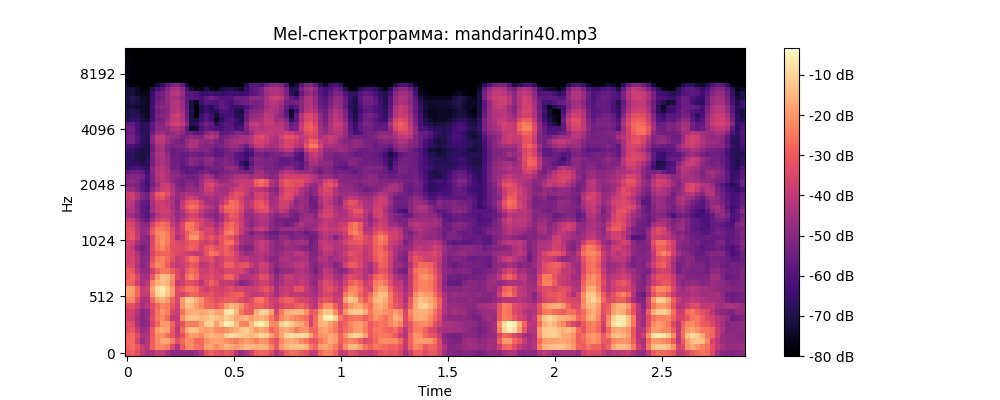 Mel-спектрограмма: mandarin40.mp3
Hz
8192
4096
2048
1024
512
0
0 0.5 1 1.5 2 2.5
Time
-10 dB
-20 dB
-30 dB
-40 dB
-50 dB
-60 dB
-70 dB
-80 dB